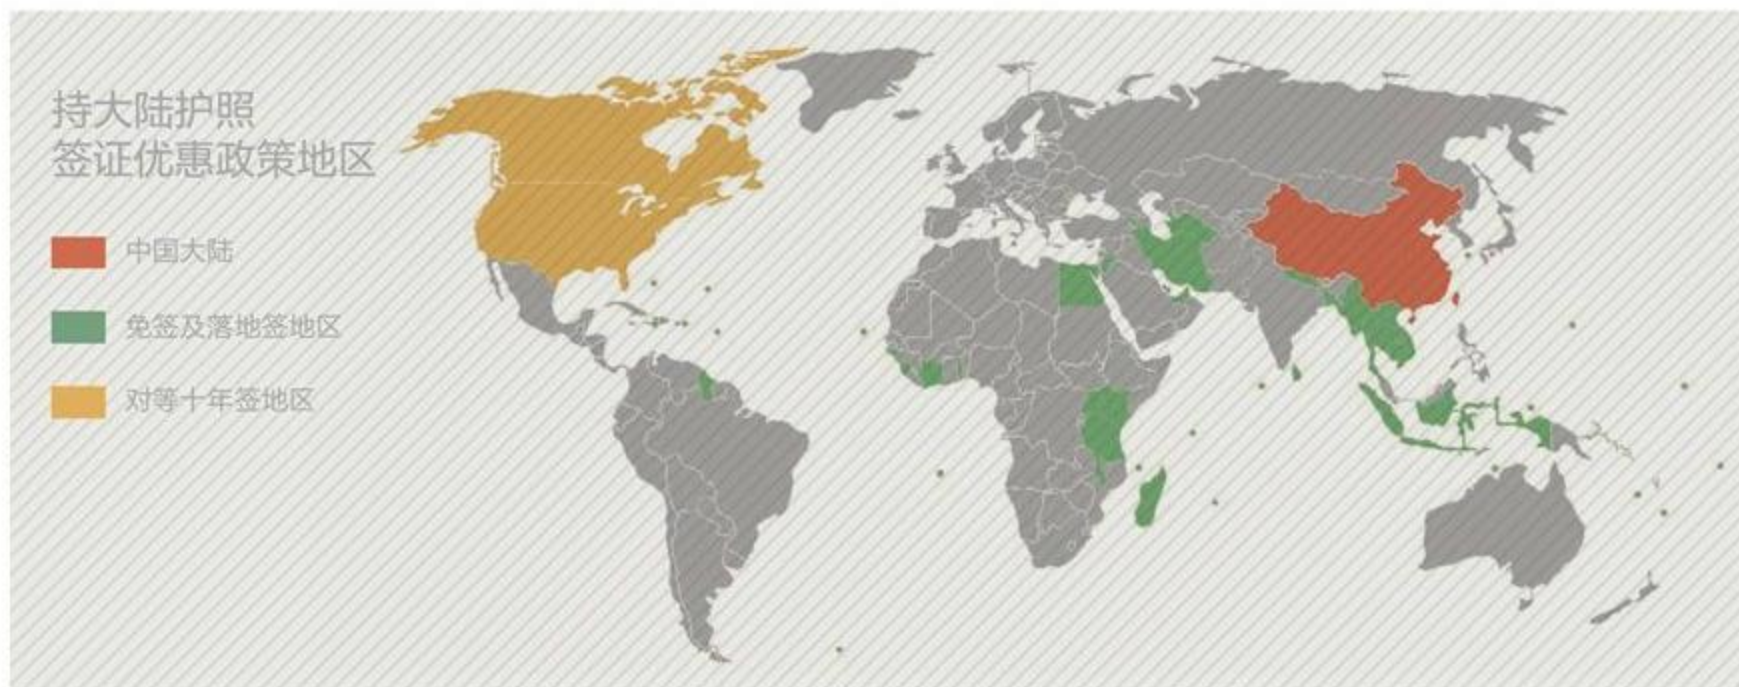 持大陆护照
签证优惠政策地区
中国大陆
免签及落地签地区
对等十年签地区